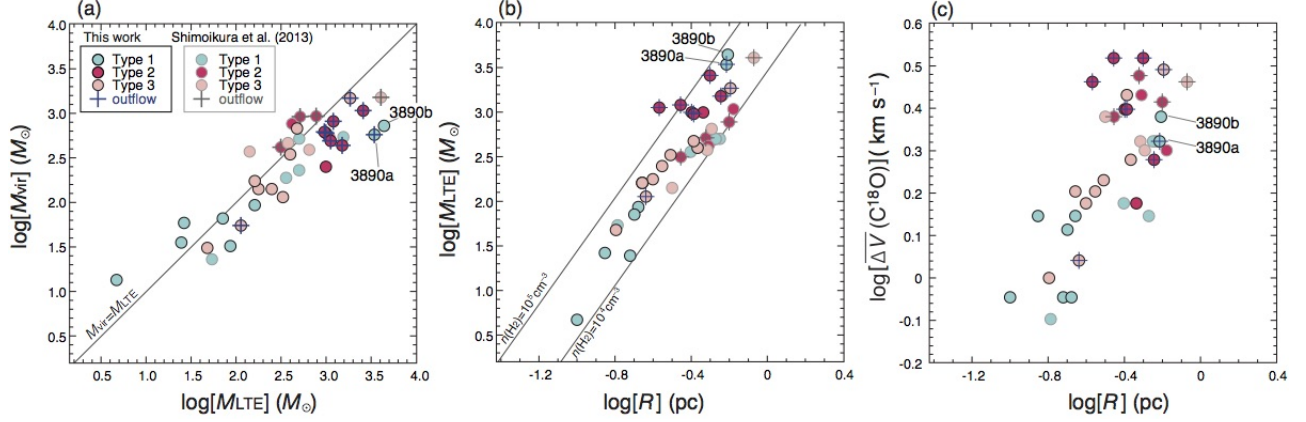 (a)
This work
Shimoikura et al. (2013)
Type 1
Type 2
Type 3
outflow
Type 1
Type 2
Type 3
outflow
3890b
3890a
Mvir=MLTE
4.0
3.5
3.0
2.5
2.0
1.5
1.0
0.5
log[Mvir] (M⊙)
0.5 1.0 1.5 2.0 2.5 3.0 3.5 4.0
log[MLTE] (M⊙)
(b)
3890b
3890a
n(H2)=10⁵cm⁻³
n(H2)=10⁴cm⁻³
4.0
3.5
3.0
2.5
2.0
1.5
1.0
0.5
log[MLTE] (M⊙)
-1.2 -0.8 -0.4 0 0.4
log[R] (pc)
(c)
3890b
3890a
0.6
0.5
0.4
0.3
0.2
0.1
0
-0.1
-0.2
log[ΔV (C¹⁸O)] ( km s⁻¹)
-1.2 -0.8 -0.4 0 0.4
log[R] (pc)